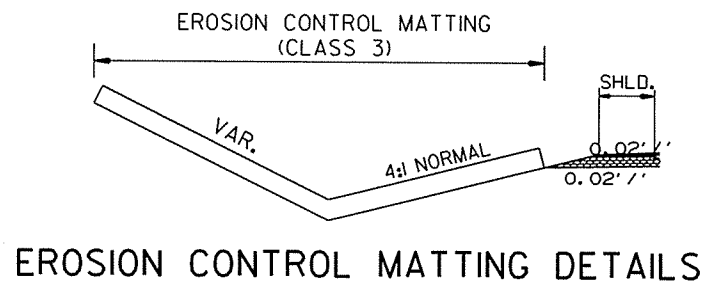 EROSION CONTROL MATTING
(CLASS 3)
SHLD.
VAR.
4:1 NORMAL
0.02'/'
0.02'/'
EROSION CONTROL MATTING DETAILS